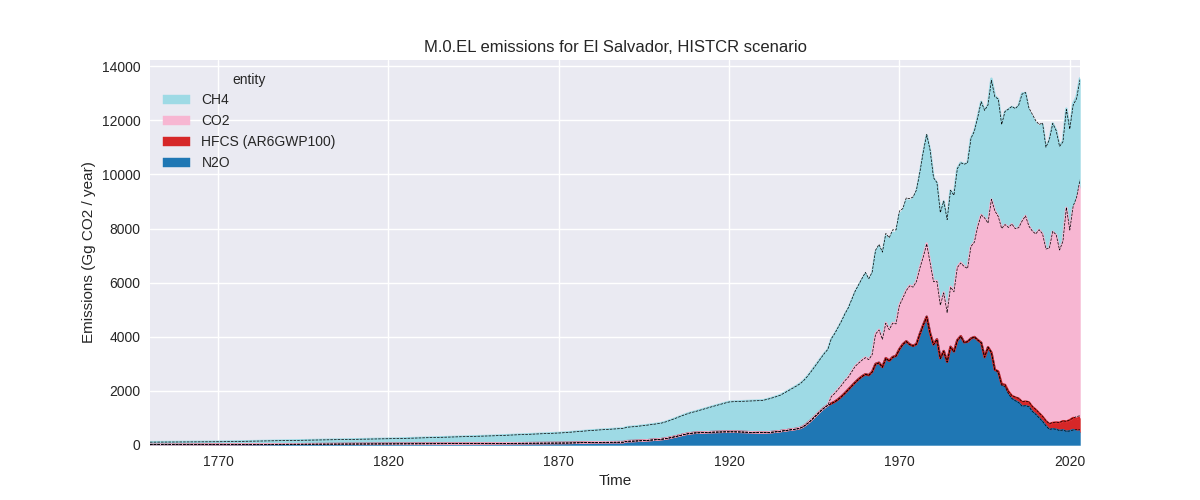 M.0.EL emissions for El Salvador, HISTCR scenario
Emissions (Gg CO2 / year)
14000
12000
10000
8000
6000
4000
2000
0
entity
CH4
CO2
HFCS (AR6GWP100)
N2O
1770
1820
1870
1920
1970
2020
Time